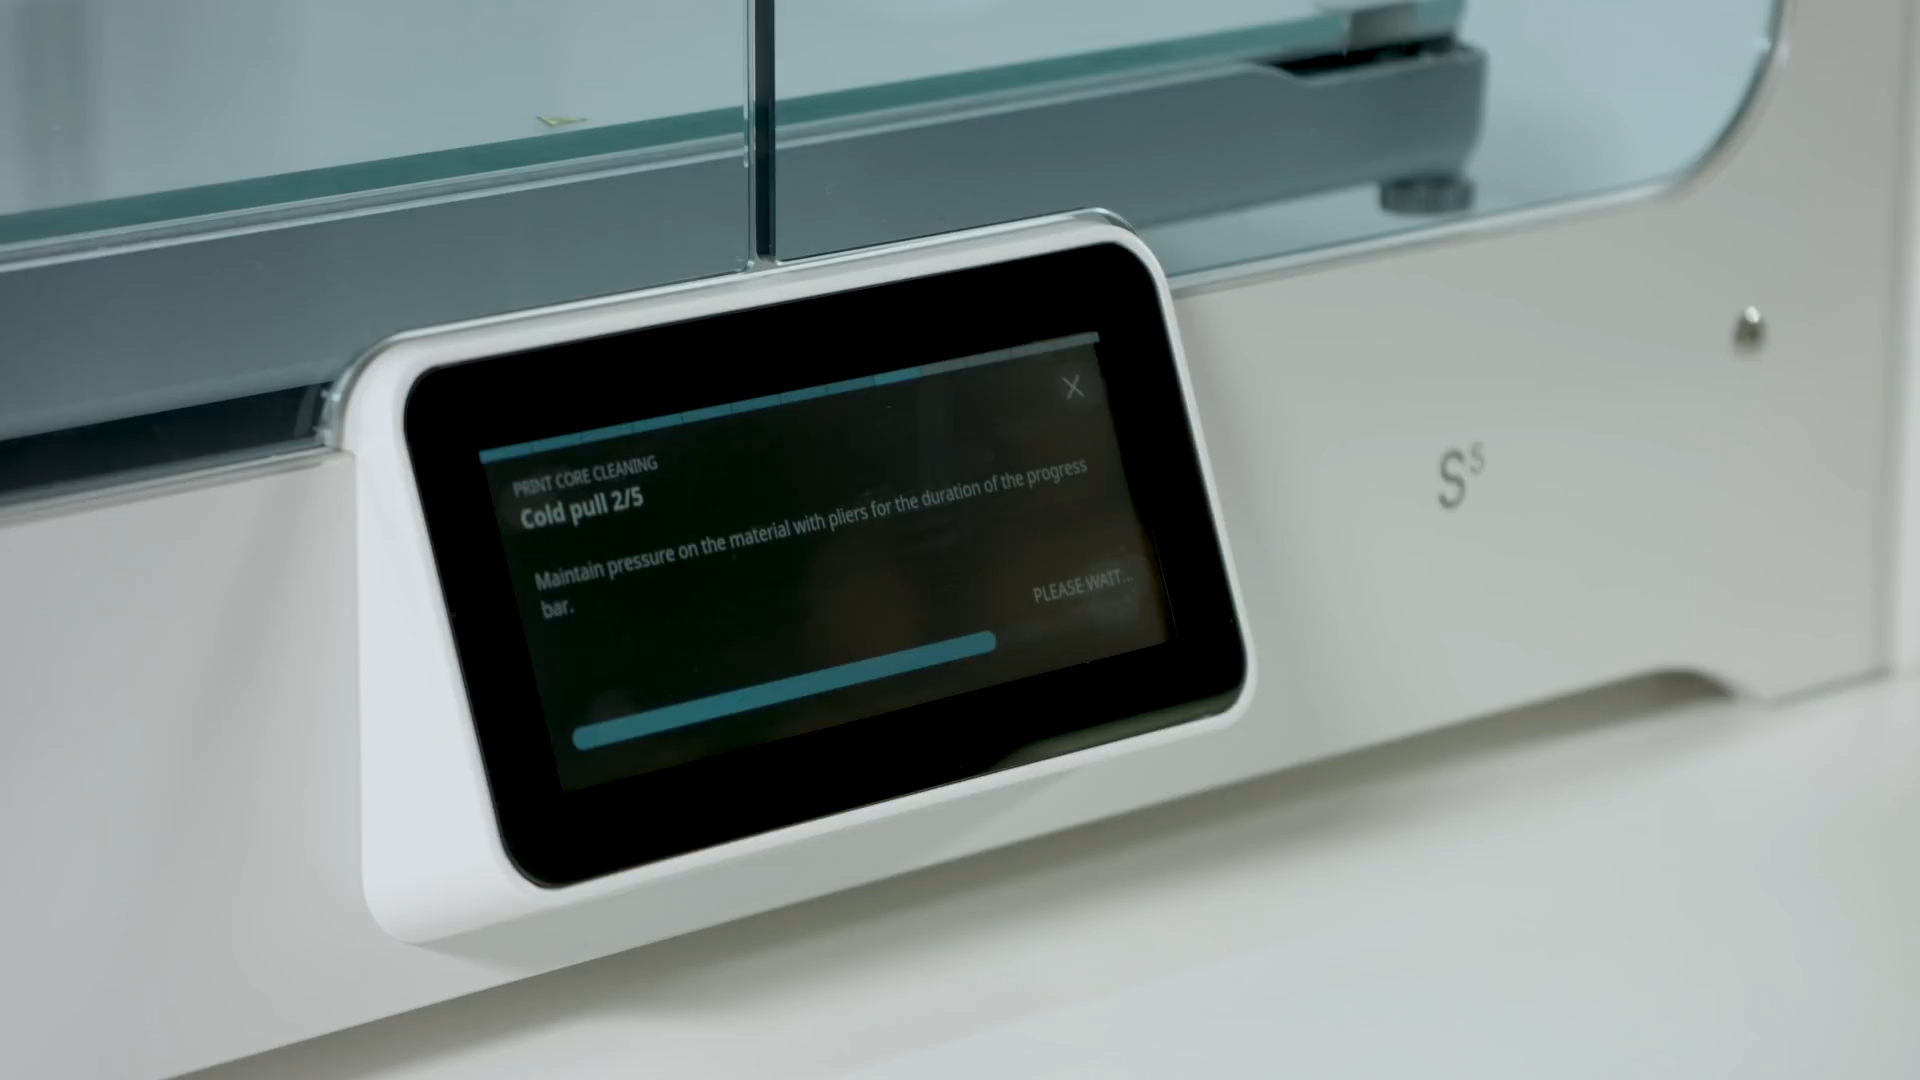 PRINT CORE CLEANING
Cold pull 2/5
Maintain pressure on the material with pliers for the duration of the progress
bar.
PLEASE WAIT...
S5